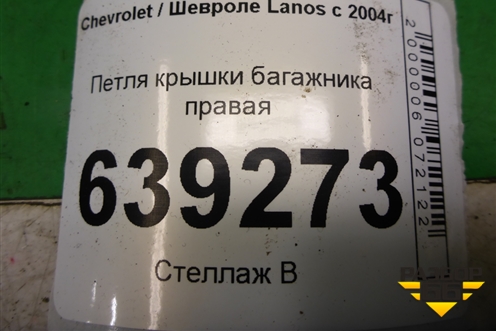 Chevrolet / Шевроле Lanos с 2004г
Петля крышки багажника
правая
639273
Стеллаж В
2000006072122